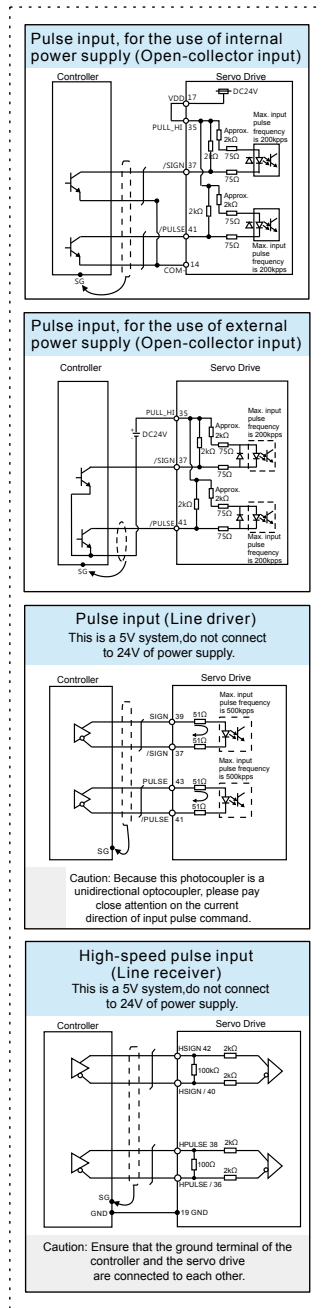 Pulse input, for the use of internal
power supply (Open-collector input)
Controller
Servo Drive
VDD 17
DC24V
PULL_HI 35
Approx.
2kΩ
Max. input
pulse
frequency
is 200kpps
2kΩ
75Ω
/SIGN 37
75Ω
Approx.
2kΩ
2kΩ
75Ω
/PULSE 41
75Ω
Max. input
pulse
frequency
is 200kpps
COM- 14
SG
Pulse input, for the use of external
power supply (Open-collector input)
Controller
Servo Drive
PULL_HI 35
Max. input
pulse
frequency
is 200kpps
+
-
DC24V
Approx.
2kΩ
2kΩ
75Ω
/SIGN 37
75Ω
Approx.
2kΩ
2kΩ
75Ω
/PULSE 41
75Ω
Max. input
pulse
frequency
is 200kpps
SG
Pulse input (Line driver)
This is a 5V system,do not connect
to 24V of power supply.
Controller
Servo Drive
Max. input
pulse frequency
is 500kpps
SIGN 39 51Ω
51Ω
/SIGN 37
Max. input
pulse frequency
is 500kpps
PULSE 43 51Ω
51Ω
/PULSE 41
SG
Caution: Because this photocoupler is a
unidirectional optocoupler, please pay
close attention on the current
direction of input pulse command.
High-speed pulse input
(Line receiver)
This is a 5V system,do not connect
to 24V of power supply.
Controller
Servo Drive
HSIGN 42 2kΩ
100kΩ
2kΩ
HSIGN / 40
HPULSE 38 2kΩ
100Ω
2kΩ
HPULSE / 36
SG
GND
19 GND
Caution: Ensure that the ground terminal of the
controller and the servo drive
are connected to each other.